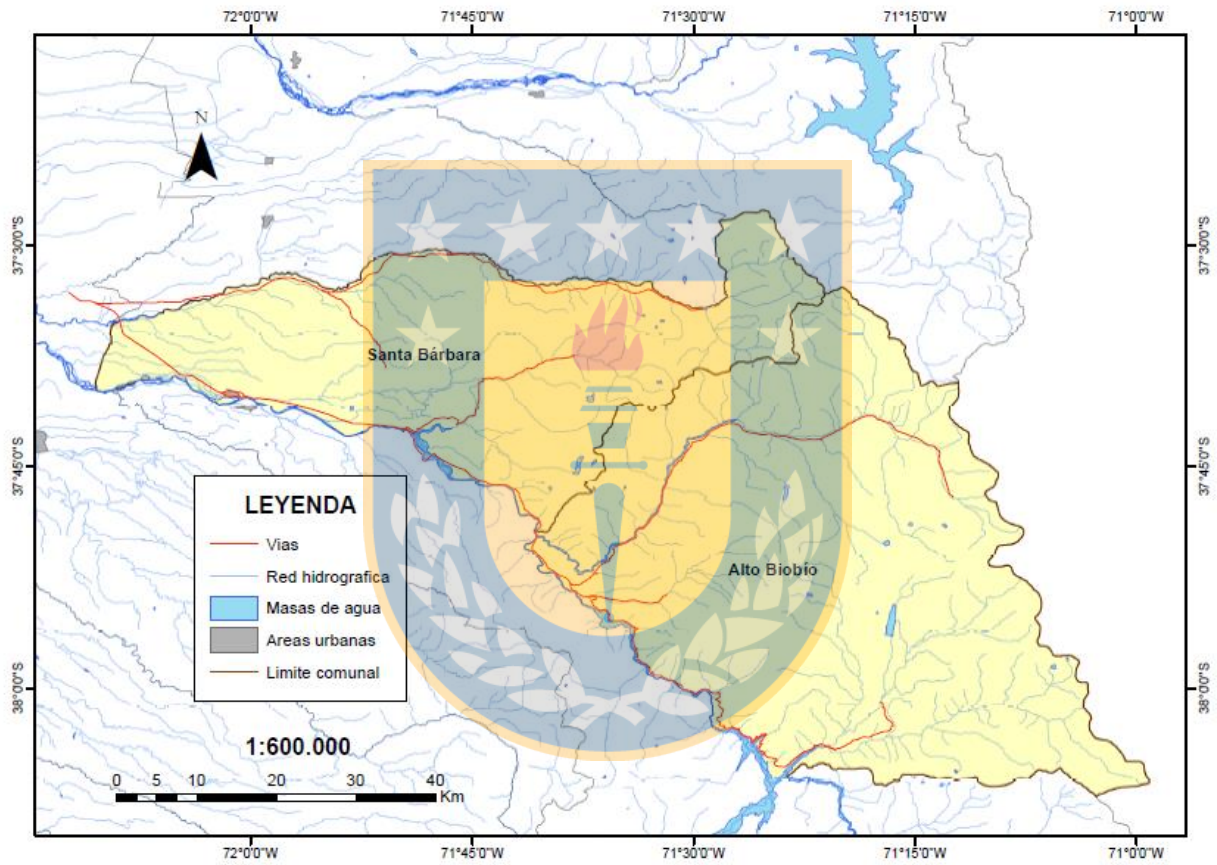 72°0'0"W 71°45'0"W 71°30'0"W 71°15'0"W 71°0'0"W
N
37°30'0"S 37°30'0"S
Santa Bárbara
37°45'0"S 37°45'0"S
LEYENDA
Vias
Red hidrografica
Masas de agua
Areas urbanas
Limite comunal
Alto Biobío
38°0'0"S 38°0'0"S
1:600.000
0 5 10 20 30 40
Km
72°0'0"W 71°45'0"W 71°30'0"W 71°15'0"W 71°0'0"W